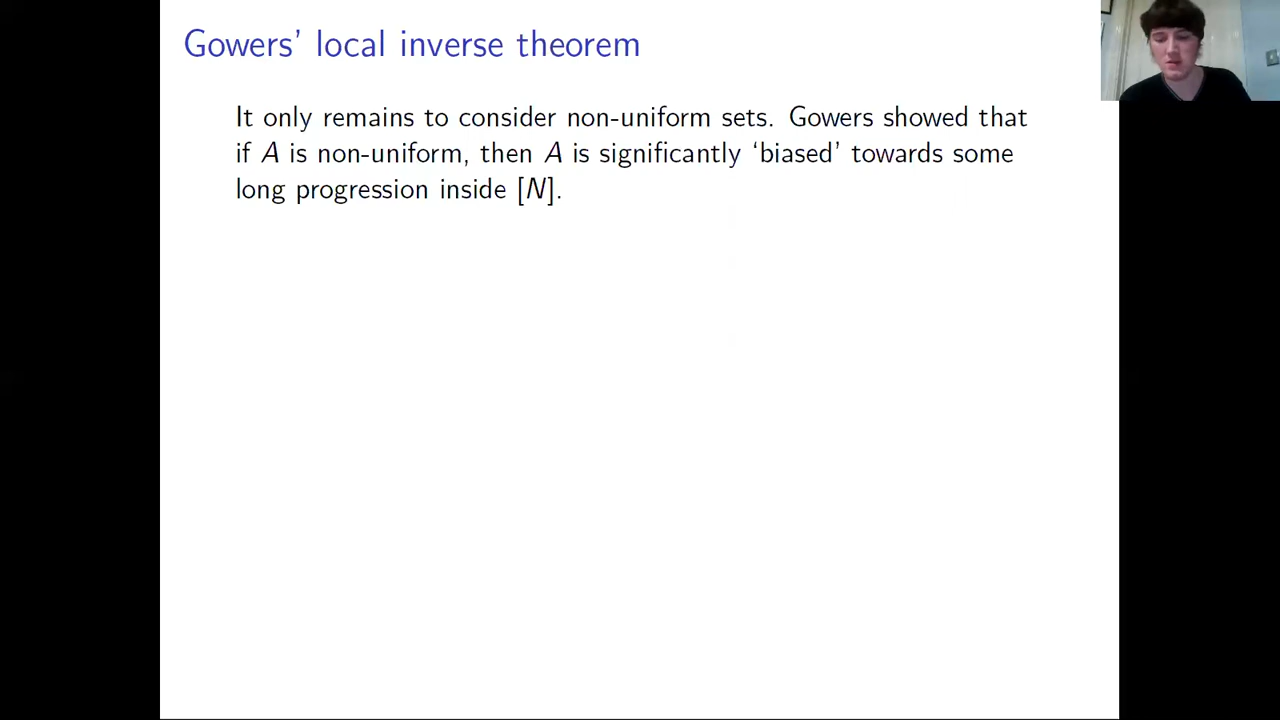 Gowers’ local inverse theorem
It only remains to consider non-uniform sets. Gowers showed that
if A is non-uniform, then A is significantly ‘biased’ towards some
long progression inside [N].